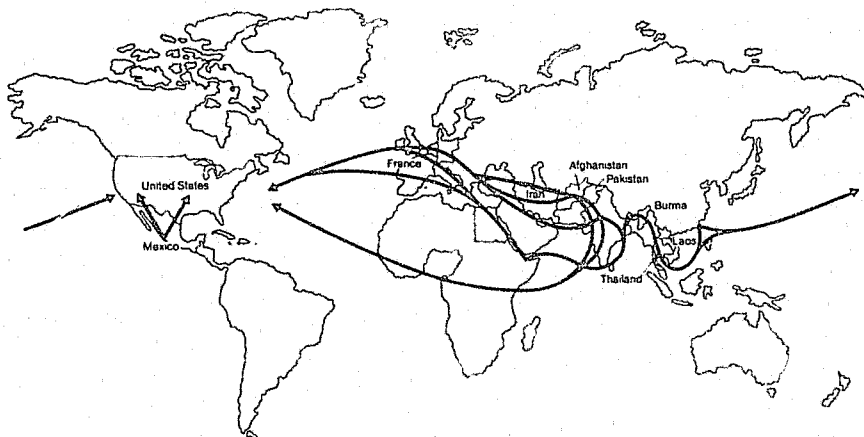 Afghanistan
France
Pakistan
United States
Iran
Burma
Mexico
Laos
Thailand